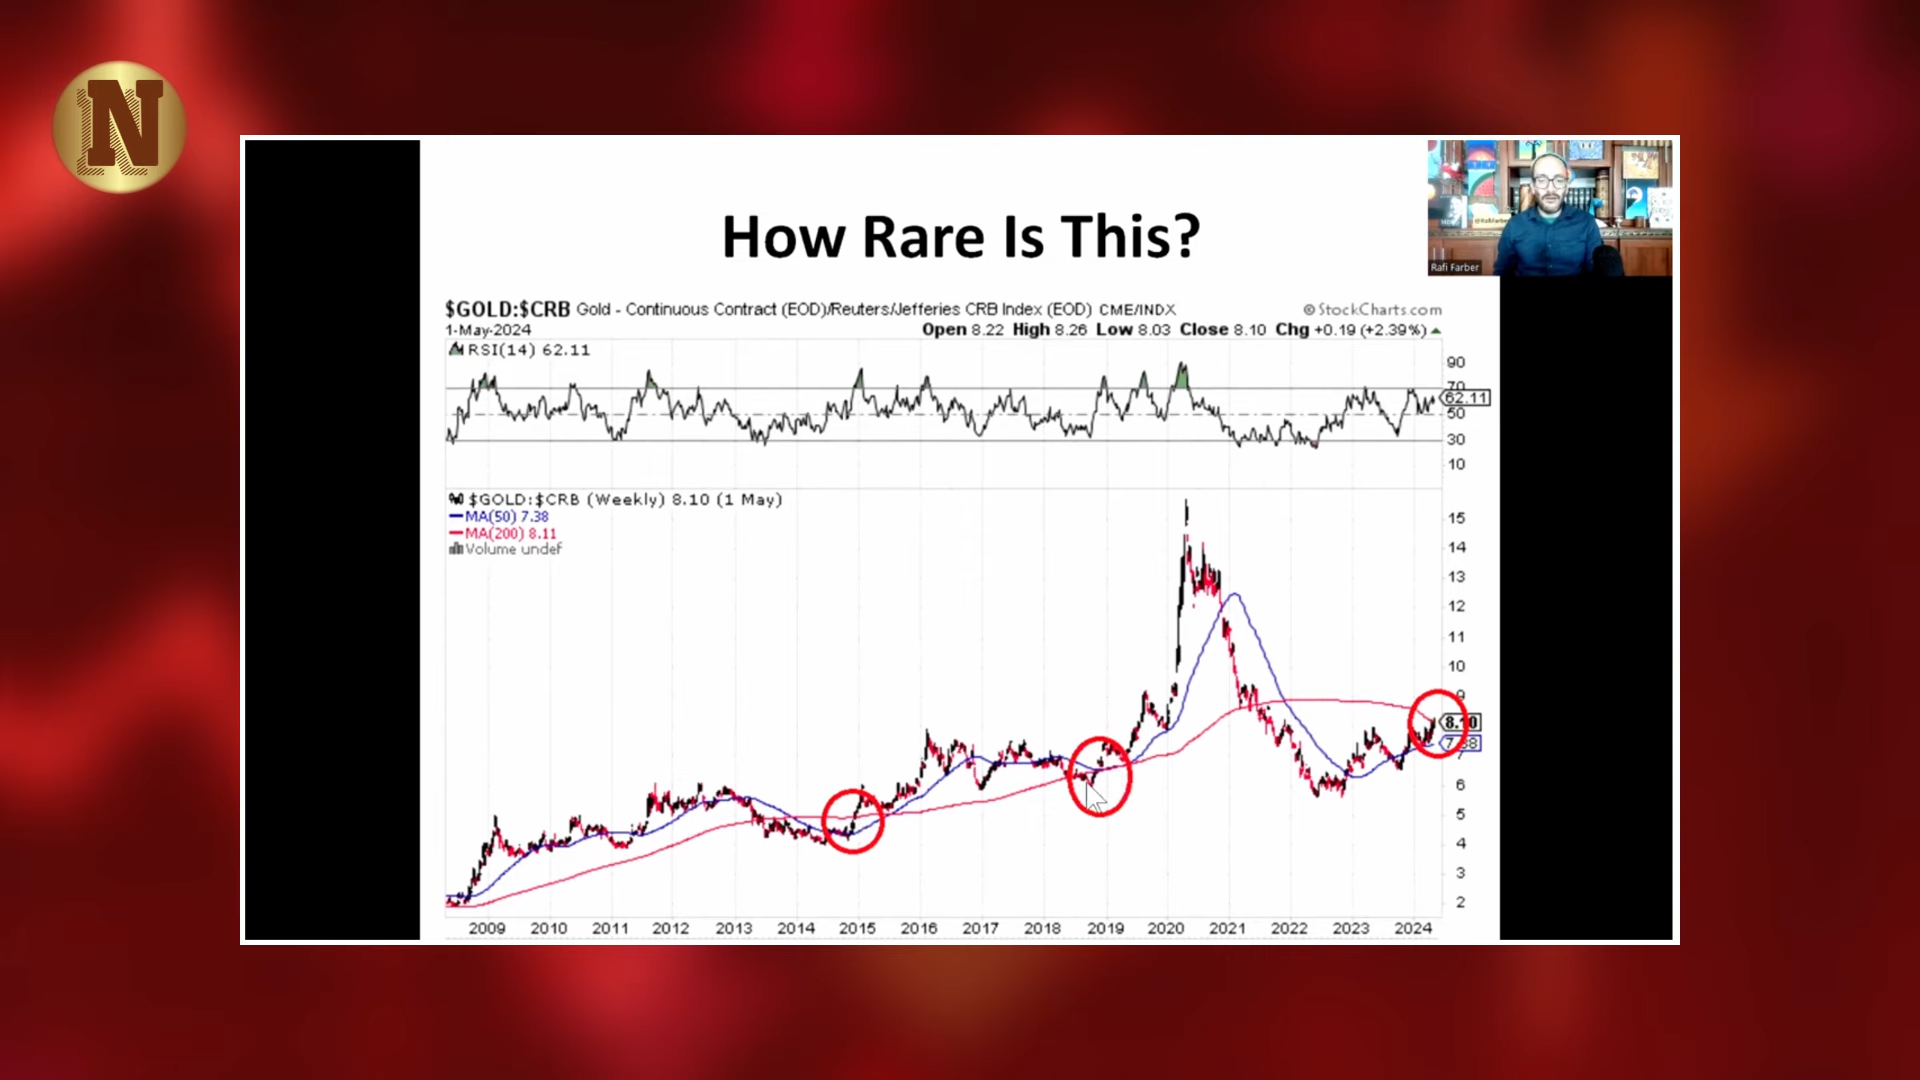 N
How Rare Is This?
Rafi Farber
$GOLD:$CRB Gold - Continuous Contract (EOD)/Reuters/Jefferies CRB Index (EOD) CME/INDX © StockCharts.com
1-May-2024 Open 8.22 High 8.26 Low 8.03 Close 8.10 Chg +0.19 (+2.39%)
RSI(14) 62.11
90
70
62.11
50
30
10
$GOLD:$CRB (Weekly) 8.10 (1 May)
MA(50) 7.38
MA(200) 8.11
Volume undef
15
14
13
12
11
10
9
8.10
7.38
7
6
5
4
3
2
2009 2010 2011 2012 2013 2014 2015 2016 2017 2018 2019 2020 2021 2022 2023 2024